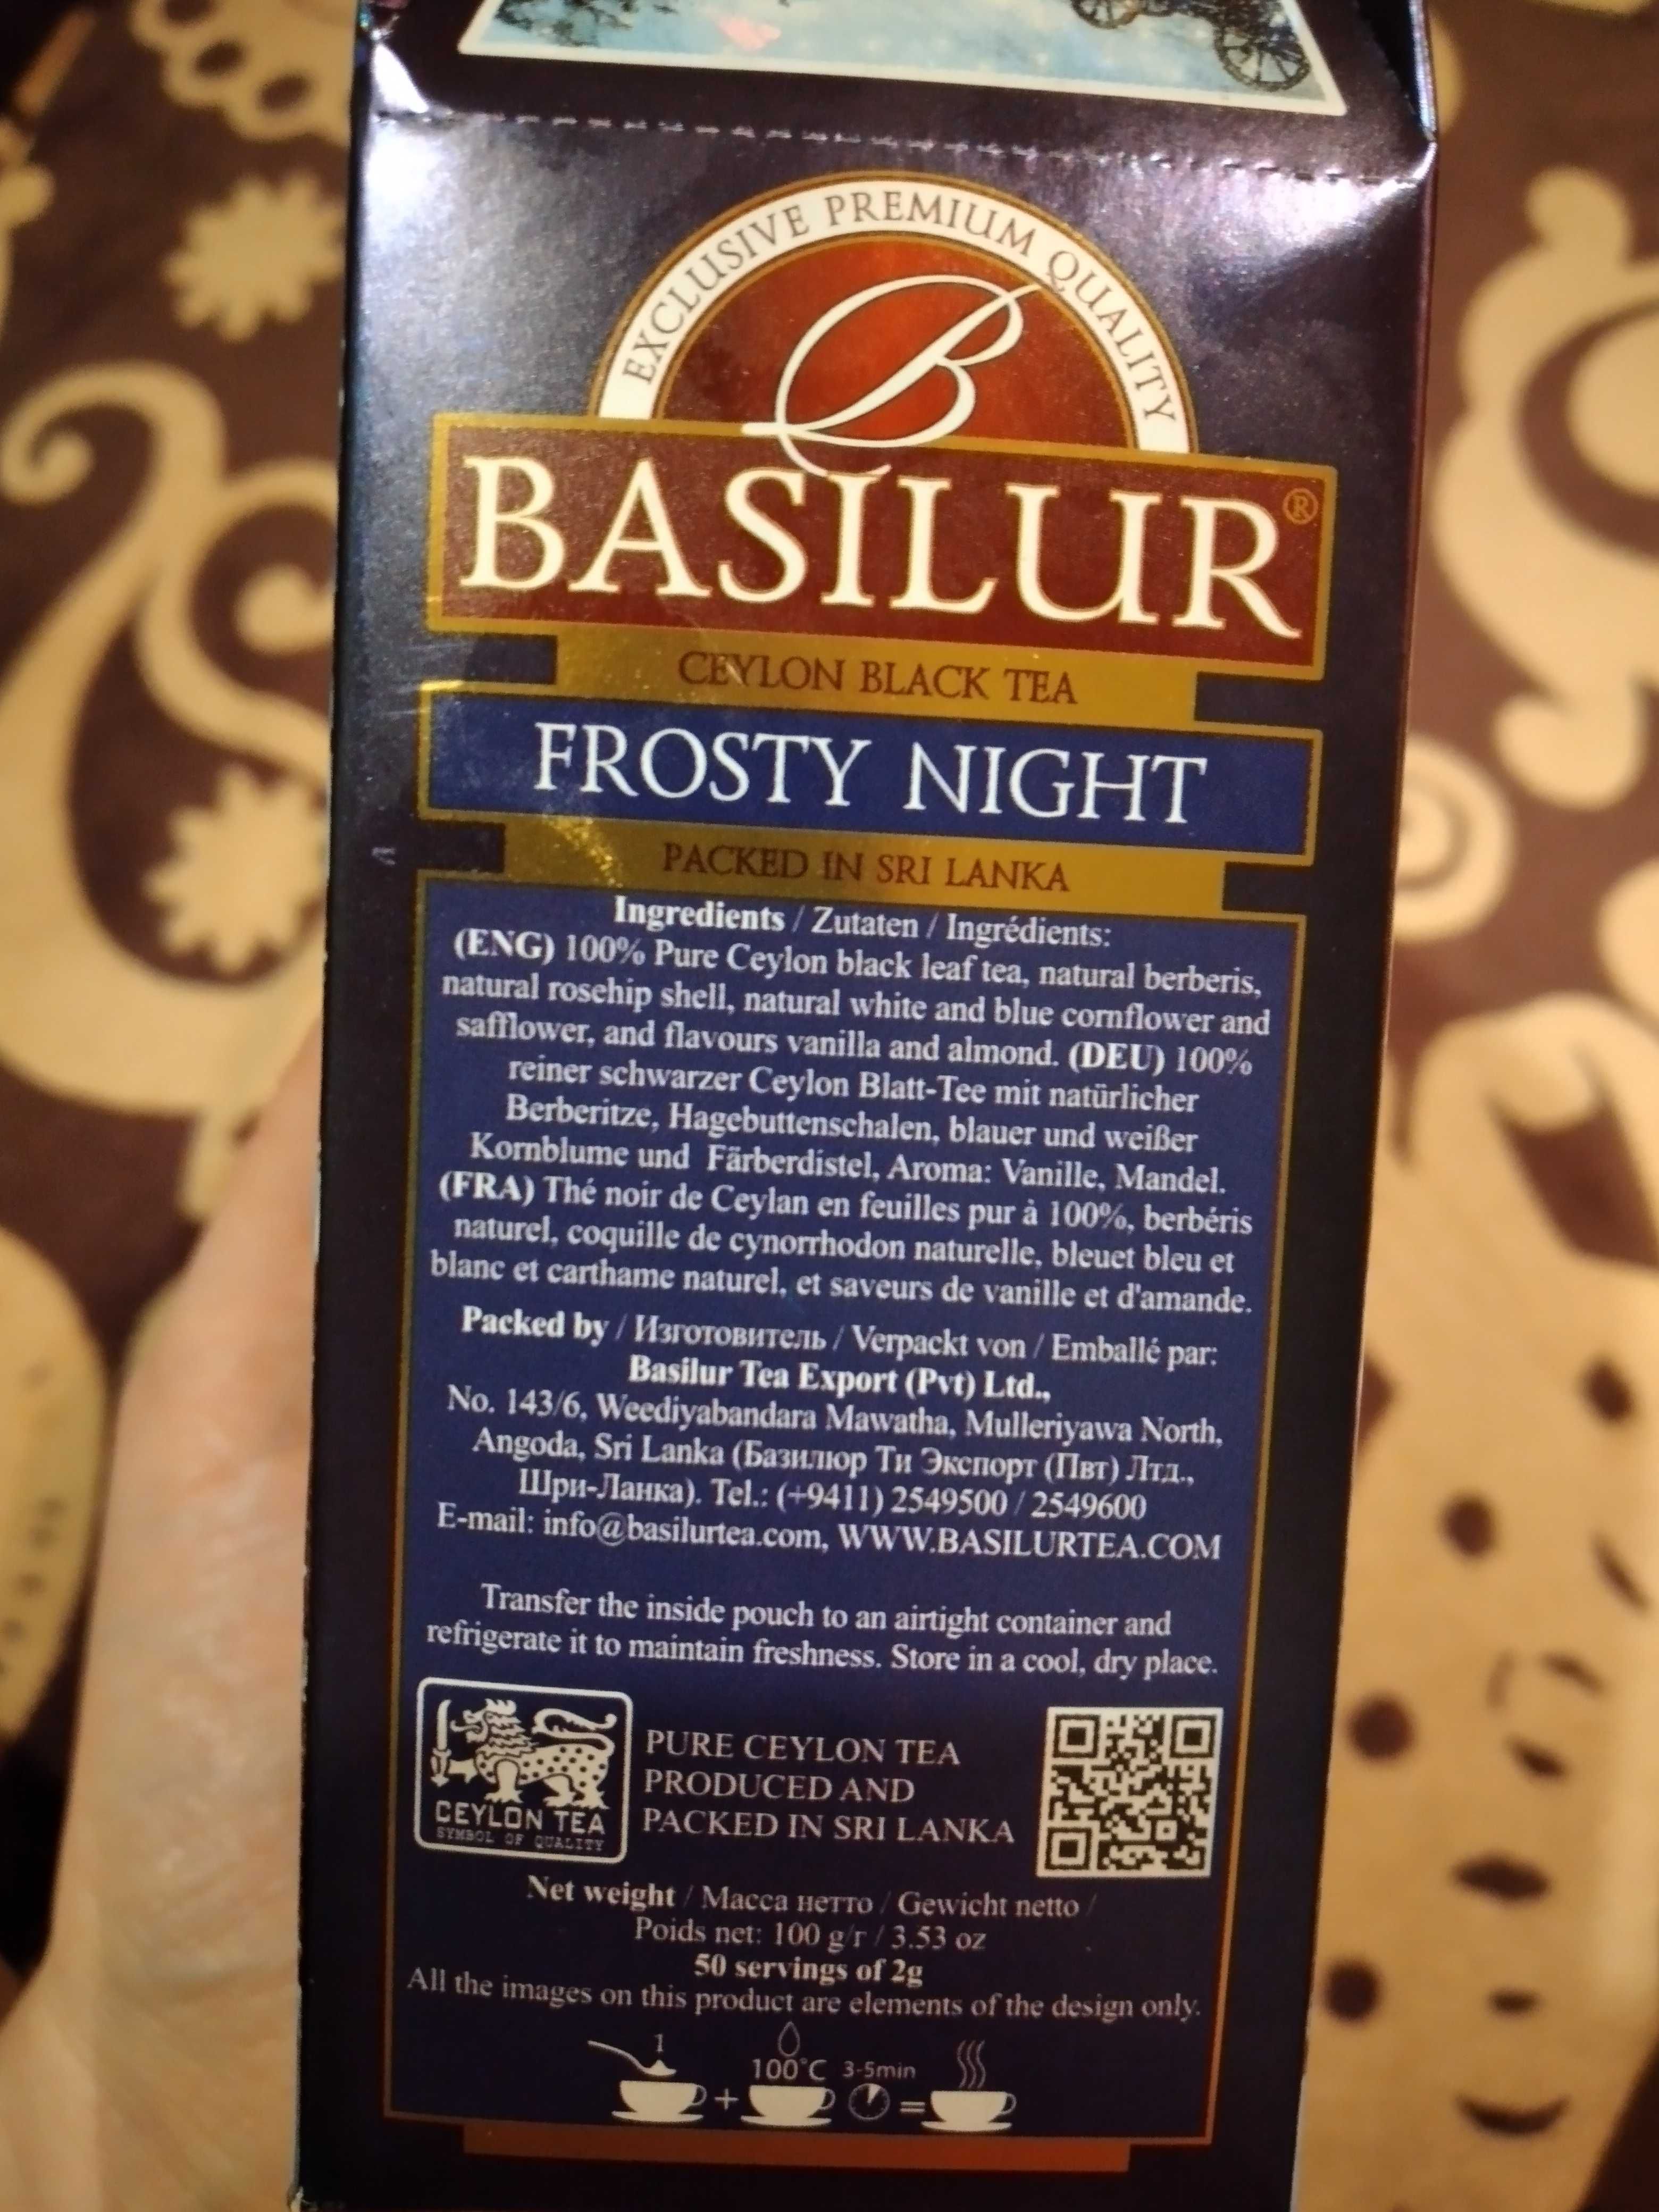 EXCLUSIVE PREMIUM QUALITY
B
BASILUR®
CEYLON BLACK TEA
FROSTY NIGHT
PACKED IN SRI LANKA
Ingredients / Zutaten / Ingrédients:
(ENG) 100% Pure Ceylon black leaf tea, natural berberis,
natural rosehip shell, natural white and blue cornflower and
safflower, and flavours vanilla and almond. (DEU) 100%
reiner schwarzer Ceylon Blatt-Tee mit natürlicher
Berberitze, Hagebuttenschalen, blauer und weißer
Kornblume und Färberdistel, Aroma: Vanille, Mandel.
(FRA) Thé noir de Ceylan en feuilles pur à 100%, berbéris
naturel, coquille de cynorrhodon naturelle, bleuet bleu et
blanc et carthame naturel, et saveurs de vanille et d'amande.
Packed by / Изготовитель / Verpackt von / Emballé par:
Basilur Tea Export (Pvt) Ltd.,
No. 143/6, Weediyabandara Mawatha, Mulleriyawa North,
Angoda, Sri Lanka (Базилюр Ти Экспорт (Пвт) Лтд.,
Шри-Ланка). Tel.: (+9411) 2549500 / 2549600
E-mail: info@basilurtea.com, WWW.BASILURTEA.COM
Transfer the inside pouch to an airtight container and
refrigerate it to maintain freshness. Store in a cool, dry place.
PURE CEYLON TEA
PRODUCED AND
PACKED IN SRI LANKA
CEYLON TEA
SYMBOL OF QUALITY
Net weight / Масса нетто / Gewicht netto /
Poids net: 100 g/г / 3.53 oz
50 servings of 2g
All the images on this product are elements of the design only.
1
100°C 3-5min
+ =